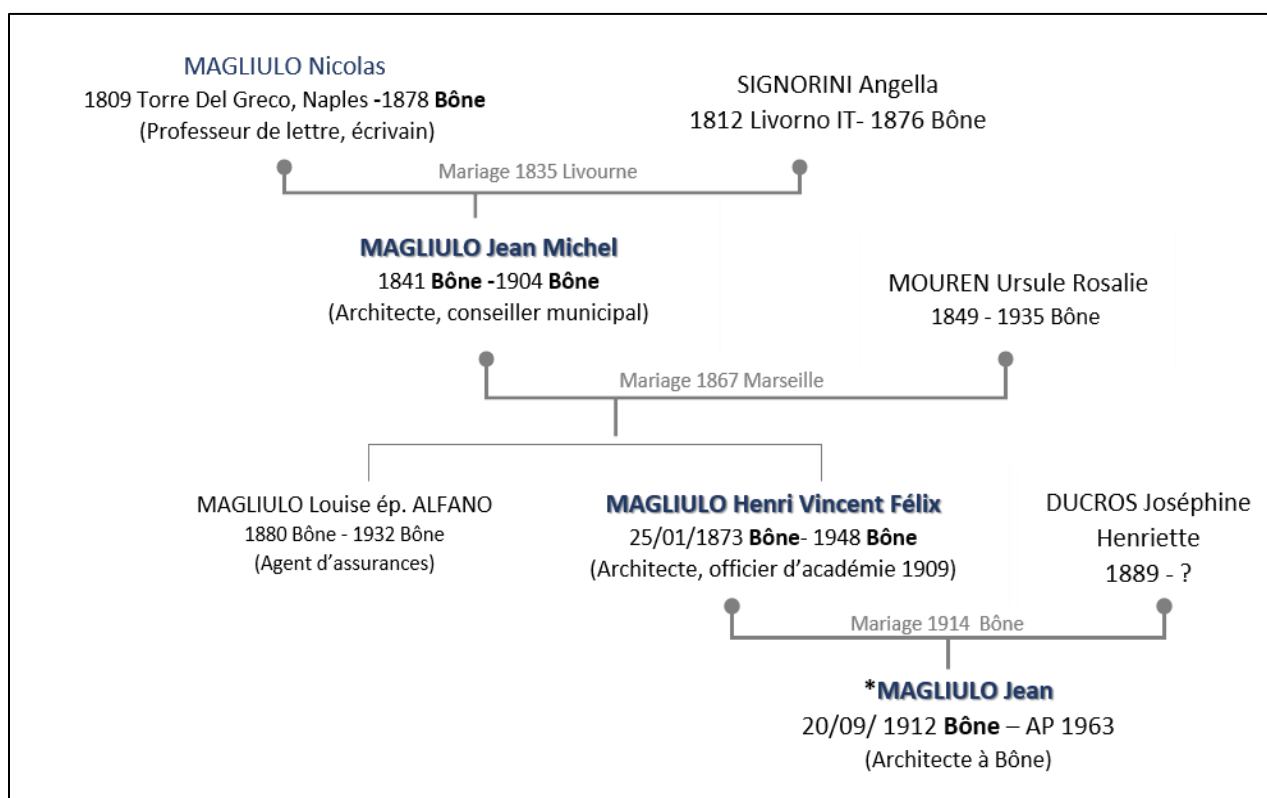 MAGLIULO Nicolas
1809 Torre Del Greco, Naples -1878 Bône
(Professeur de lettre, écrivain)
SIGNORINI Angella
1812 Livorno IT- 1876 Bône
Mariage 1835 Livourne
MAGLIULO Jean Michel
1841 Bône -1904 Bône
(Architecte, conseiller municipal)
MOUREN Ursule Rosalie
1849 - 1935 Bône
Mariage 1867 Marseille
MAGLIULO Louise ép. ALFANO
1880 Bône - 1932 Bône
(Agent d’assurances)
MAGLIULO Henri Vincent Félix
25/01/1873 Bône- 1948 Bône
(Architecte, officier d’académie 1909)
DUCROS Joséphine
Henriette
1889 - ?
Mariage 1914 Bône
*MAGLIULO Jean
20/09/ 1912 Bône – AP 1963
(Architecte à Bône)